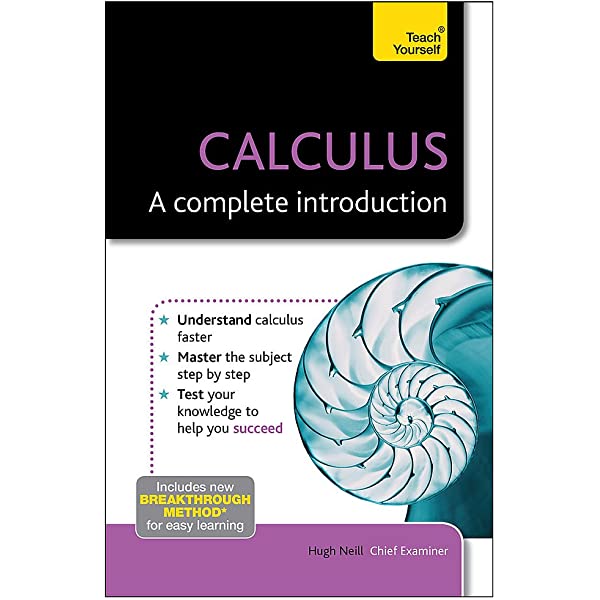 Teach®
Yourself
CALCULUS
A complete introduction
★ Understand calculus
faster
★ Master the subject
step by step
★ Test your
knowledge to
help you succeed
Includes new
BREAKTHROUGH
METHOD*
for easy learning
Hugh Neill Chief Examiner